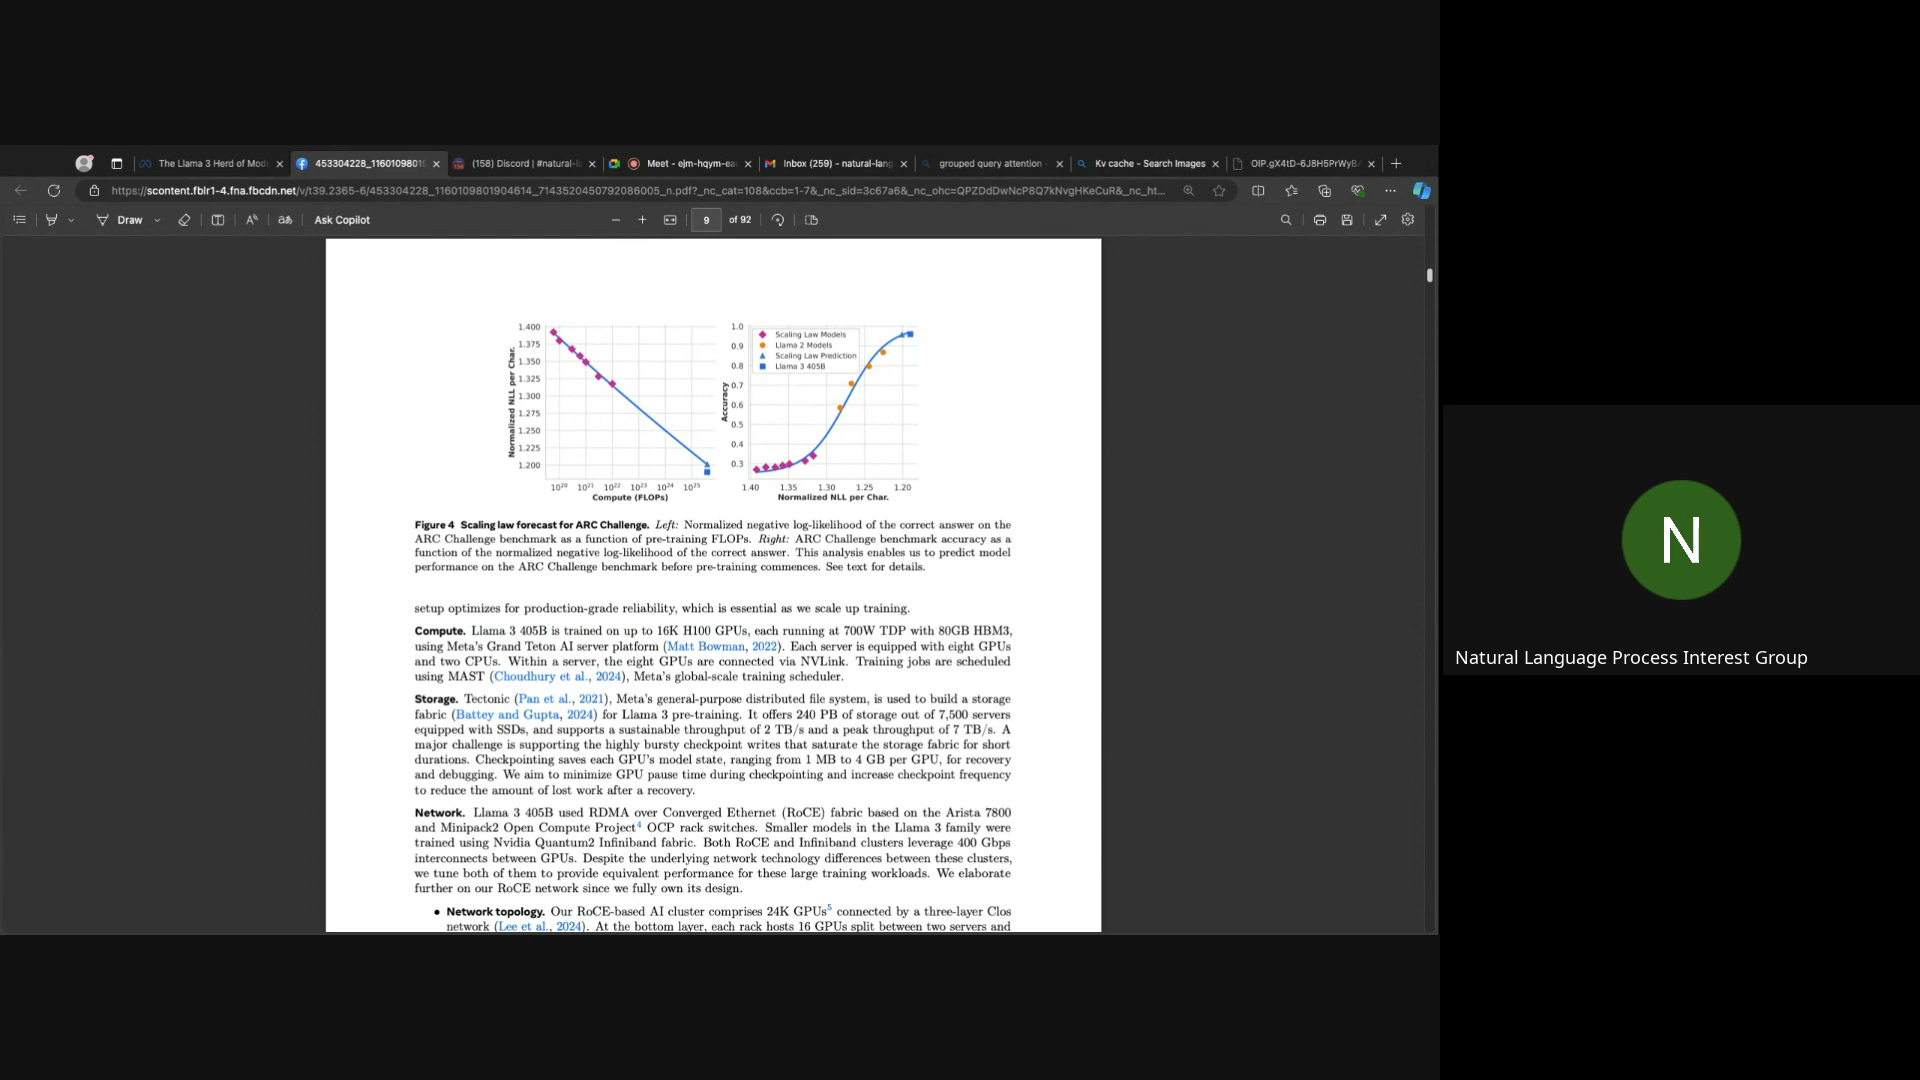 The Llama 3 Herd of Mod
453304228_1160109801
(158) Discord | #natural-l
Meet - ejm-hqym-ea
Inbox (259) - natural-lang
grouped query attention
Kv cache - Search Images
OIP.gX4tD-6J8H5PrWyB
https://scontent.fblr1-4.fna.fbcdn.net/v/t39.2365-6/453304228_1160109801904614_7143520450792086005_n.pdf?_nc_cat=108&ccb=1-7&_nc_sid=3c67a6&_nc_ohc=QPZDdDwNcP8Q7kNvgHKeCuR&_nc_ht...
Draw
Ask Copilot
9 of 92
1.400
1.375
1.350
1.325
1.300
1.275
1.250
1.225
1.200
Normalized NLL per Char.
10²⁰ 10²¹ 10²² 10²³ 10²⁴ 10²⁵
Compute (FLOPs)
1.0
0.9
0.8
0.7
0.6
0.5
0.4
0.3
Accuracy
Scaling Law Models
Llama 2 Models
Scaling Law Prediction
Llama 3 405B
1.40 1.35 1.30 1.25 1.20
Normalized NLL per Char.
Figure 4 Scaling law forecast for ARC Challenge. Left: Normalized negative log-likelihood of the correct answer on the
ARC Challenge benchmark as a function of pre-training FLOPs. Right: ARC Challenge benchmark accuracy as a
function of the normalized negative log-likelihood of the correct answer. This analysis enables us to predict model
performance on the ARC Challenge benchmark before pre-training commences. See text for details.
setup optimizes for production-grade reliability, which is essential as we scale up training.
Compute. Llama 3 405B is trained on up to 16K H100 GPUs, each running at 700W TDP with 80GB HBM3,
using Meta's Grand Teton AI server platform (Matt Bowman, 2022). Each server is equipped with eight GPUs
and two CPUs. Within a server, the eight GPUs are connected via NVLink. Training jobs are scheduled
using MAST (Choudhury et al., 2024), Meta's global-scale training scheduler.
Storage. Tectonic (Pan et al., 2021), Meta's general-purpose distributed file system, is used to build a storage
fabric (Battey and Gupta, 2024) for Llama 3 pre-training. It offers 240 PB of storage out of 7,500 servers
equipped with SSDs, and supports a sustainable throughput of 2 TB/s and a peak throughput of 7 TB/s. A
major challenge is supporting the highly bursty checkpoint writes that saturate the storage fabric for short
durations. Checkpointing saves each GPU's model state, ranging from 1 MB to 4 GB per GPU, for recovery
and debugging. We aim to minimize GPU pause time during checkpointing and increase checkpoint frequency
to reduce the amount of lost work after a recovery.
Network. Llama 3 405B used RDMA over Converged Ethernet (RoCE) fabric based on the Arista 7800
and Minipack2 Open Compute Project⁴ OCP rack switches. Smaller models in the Llama 3 family were
trained using Nvidia Quantum2 Infiniband fabric. Both RoCE and Infiniband clusters leverage 400 Gbps
interconnects between GPUs. Despite the underlying network technology differences between these clusters,
we tune both of them to provide equivalent performance for these large training workloads. We elaborate
further on our RoCE network since we fully own its design.
• Network topology. Our RoCE-based AI cluster comprises 24K GPUs⁵ connected by a three-layer Clos
network (Lee et al., 2024). At the bottom layer, each rack hosts 16 GPUs split between two servers and
N
Natural Language Process Interest Group